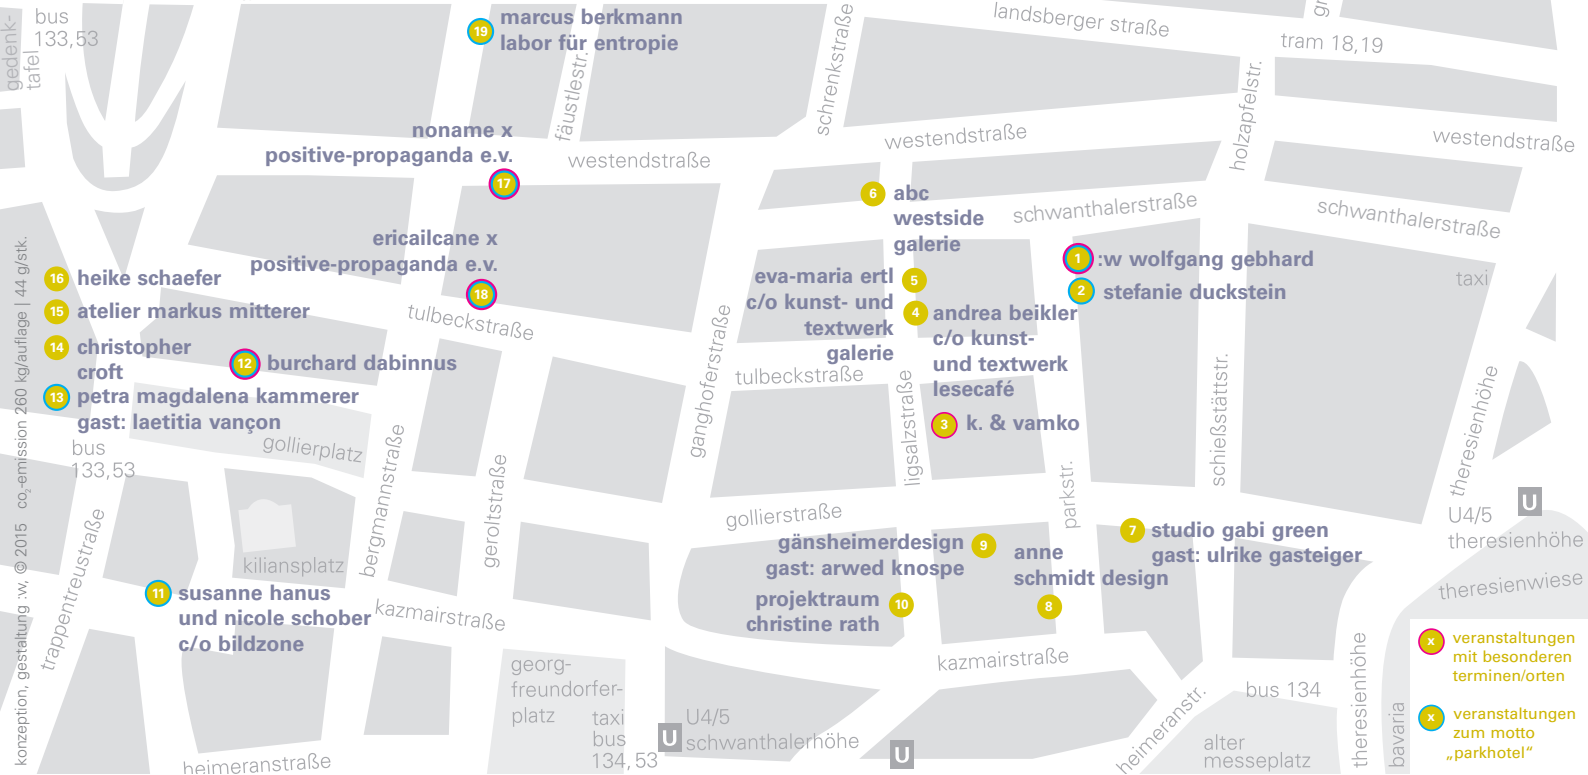 gedenk-
tafel
bus
133,53
19
marcus berkmann
labor für entropie
fäustlestr.
schrenkstraße
landsberger straße
gr
tram 18,19
holzapfelstr.
noname x
positive-propaganda e.v.
17
westendstraße
westendstraße
westendstraße
6
abc
westside
galerie
schwanthalerstraße
schwanthalerstraße
ericailcane x
positive-propaganda e.v.
18
tulbeckstraße
1
:w wolfgang gebhard
2
stefanie duckstein
taxi
eva-maria ertl
c/o kunst- und
textwerk
galerie
5
4
andrea beikler
c/o kunst-
und textwerk
lesecafé
16
heike schaefer
15
atelier markus mitterer
14
christopher
croft
12
burchard dabinnus
13
petra magdalena kammerer
gast: laetitia vançon
ganghoferstraße
tulbeckstraße
ligsalzstraße
3
k. & vamko
schießstättstr.
theresienhöhe
bus
133,53
gollierplatz
bergmannstraße
geroltstraße
parkstr.
gollierstraße
U
U4/5
theresienhöhe
theresienwiese
7
studio gabi green
gast: ulrike gasteiger
gänsheimerdesign
gast: arwed knospe
9
anne
schmidt design
8
projektraum
christine rath
10
trappentreustraße
kiliansplatz
11
susanne hanus
und nicole schober
c/o bildzone
kazmairstraße
kazmairstraße
georg-
freundorfer-
platz
taxi
bus
134,53
U
U4/5
schwanthalerhöhe
U
heimeranstraße
heimeranstr.
bus 134
alter
messeplatz
theresienhöhe
bavaria
x
veranstaltungen
mit besonderen
terminen/orten
x
veranstaltungen
zum motto
„parkhotel“
konzeption, gestaltung :w, © 2015 co₂-emission 260 kg/auflage | 44 g/stk.